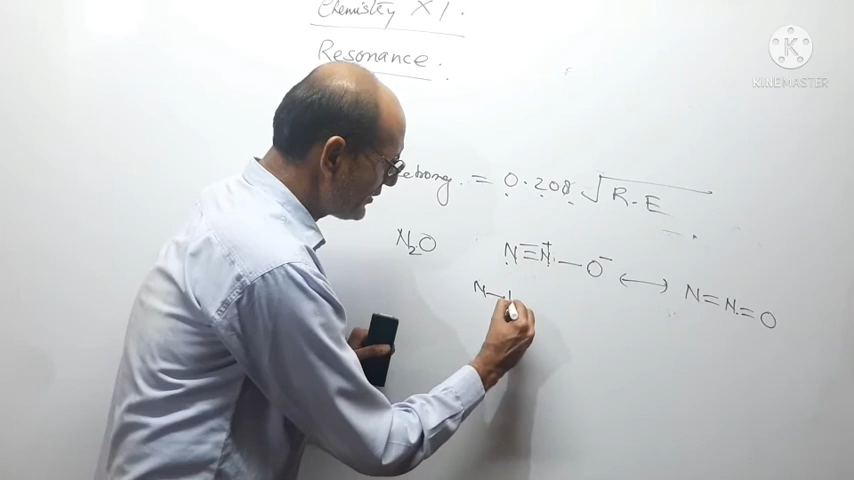 Chemistry XI.
Resonance.
K
KINEMASTER
= 0.208 √R.E
N₂O
N≡N⁺—O⁻ ⟷ N=N=O
N—